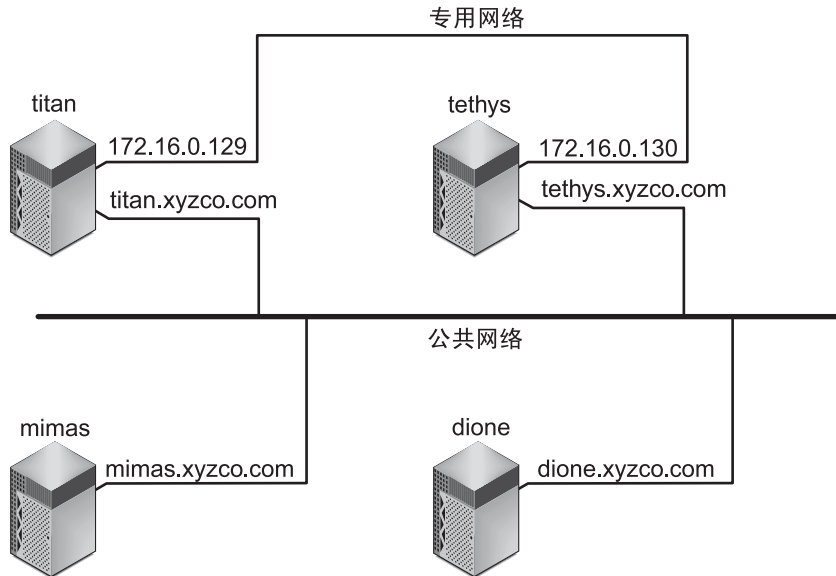 专用网络
titan
tethys
172.16.0.129
172.16.0.130
titan.xyzco.com
tethys.xyzco.com
公共网络
mimas
dione
mimas.xyzco.com
dione.xyzco.com